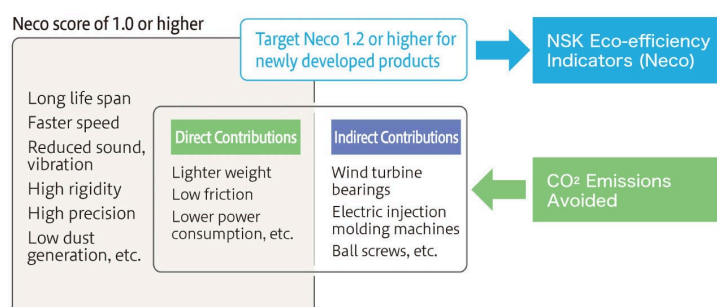 Neco score of 1.0 or higher
Target Neco 1.2 or higher for
newly developed products
NSK Eco-efficiency
Indicators (Neco)
Long life span
Faster speed
Reduced sound,
vibration
High rigidity
High precision
Low dust
generation, etc.
Direct Contributions
Lighter weight
Low friction
Lower power
consumption, etc.
Indirect Contributions
Wind turbine
bearings
Electric injection
molding machines
Ball screws, etc.
CO2 Emissions
Avoided